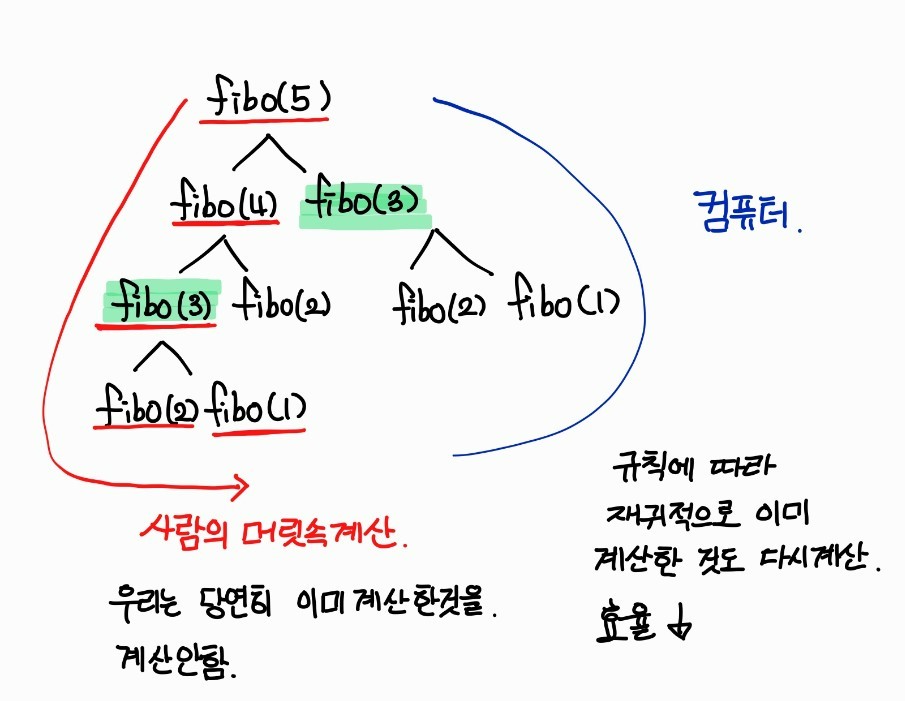 fibo(5)
fibo(4) fibo(3)
컴퓨터.
fibo(3) fibo(2) fibo(2) fibo(1)
fibo(2) fibo(1)
사람의 머릿속계산.
우리는 당연히 이미 계산한것을.
계산안함.
규칙에 따라
재귀적으로 이미
계산한 것도 다시계산.
효율 ↓